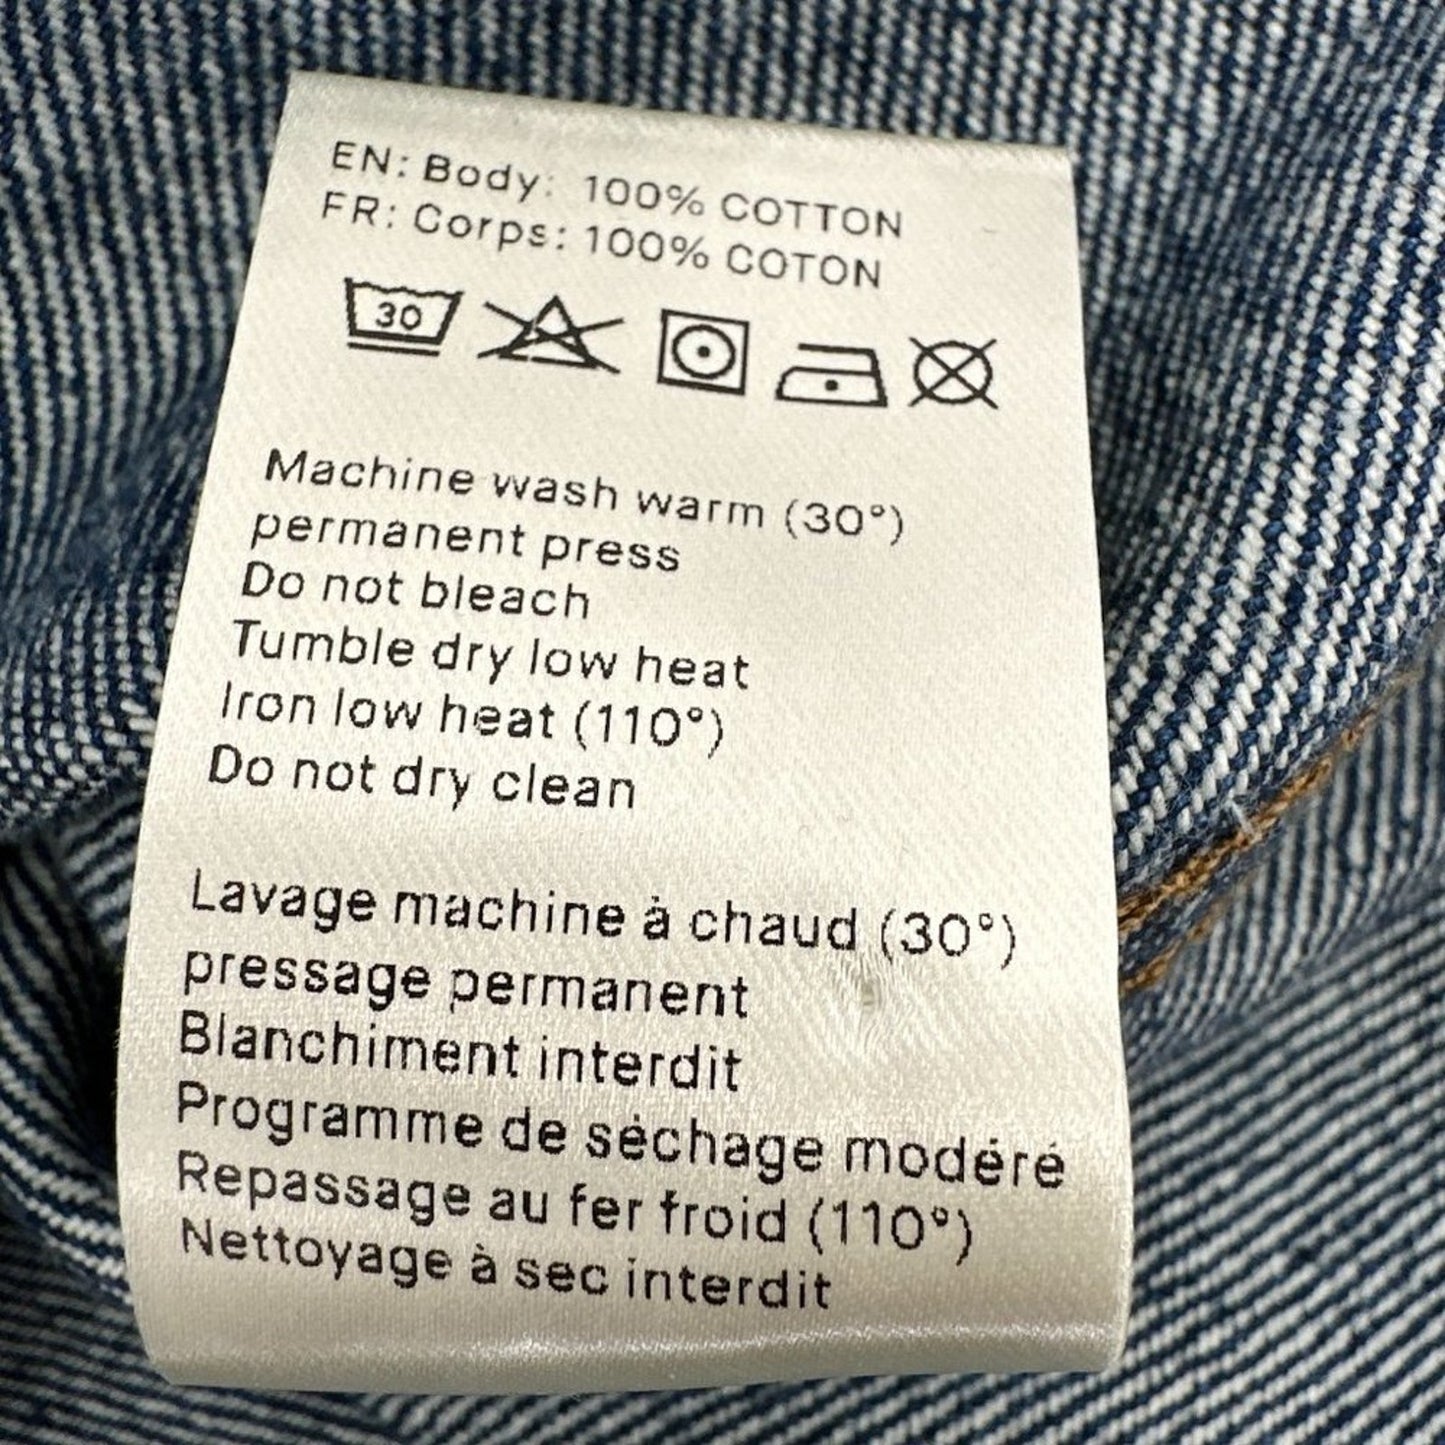 EN: Body: 100% COTTON
FR: Corps: 100% COTON
30
Machine wash warm (30°)
permanent press
Do not bleach
Tumble dry low heat
Iron low heat (110°)
Do not dry clean
Lavage machine à chaud (30°)
pressage permanent
Blanchiment interdit
Programme de séchage modéré
Repassage au fer froid (110°)
Nettoyage à sec interdit